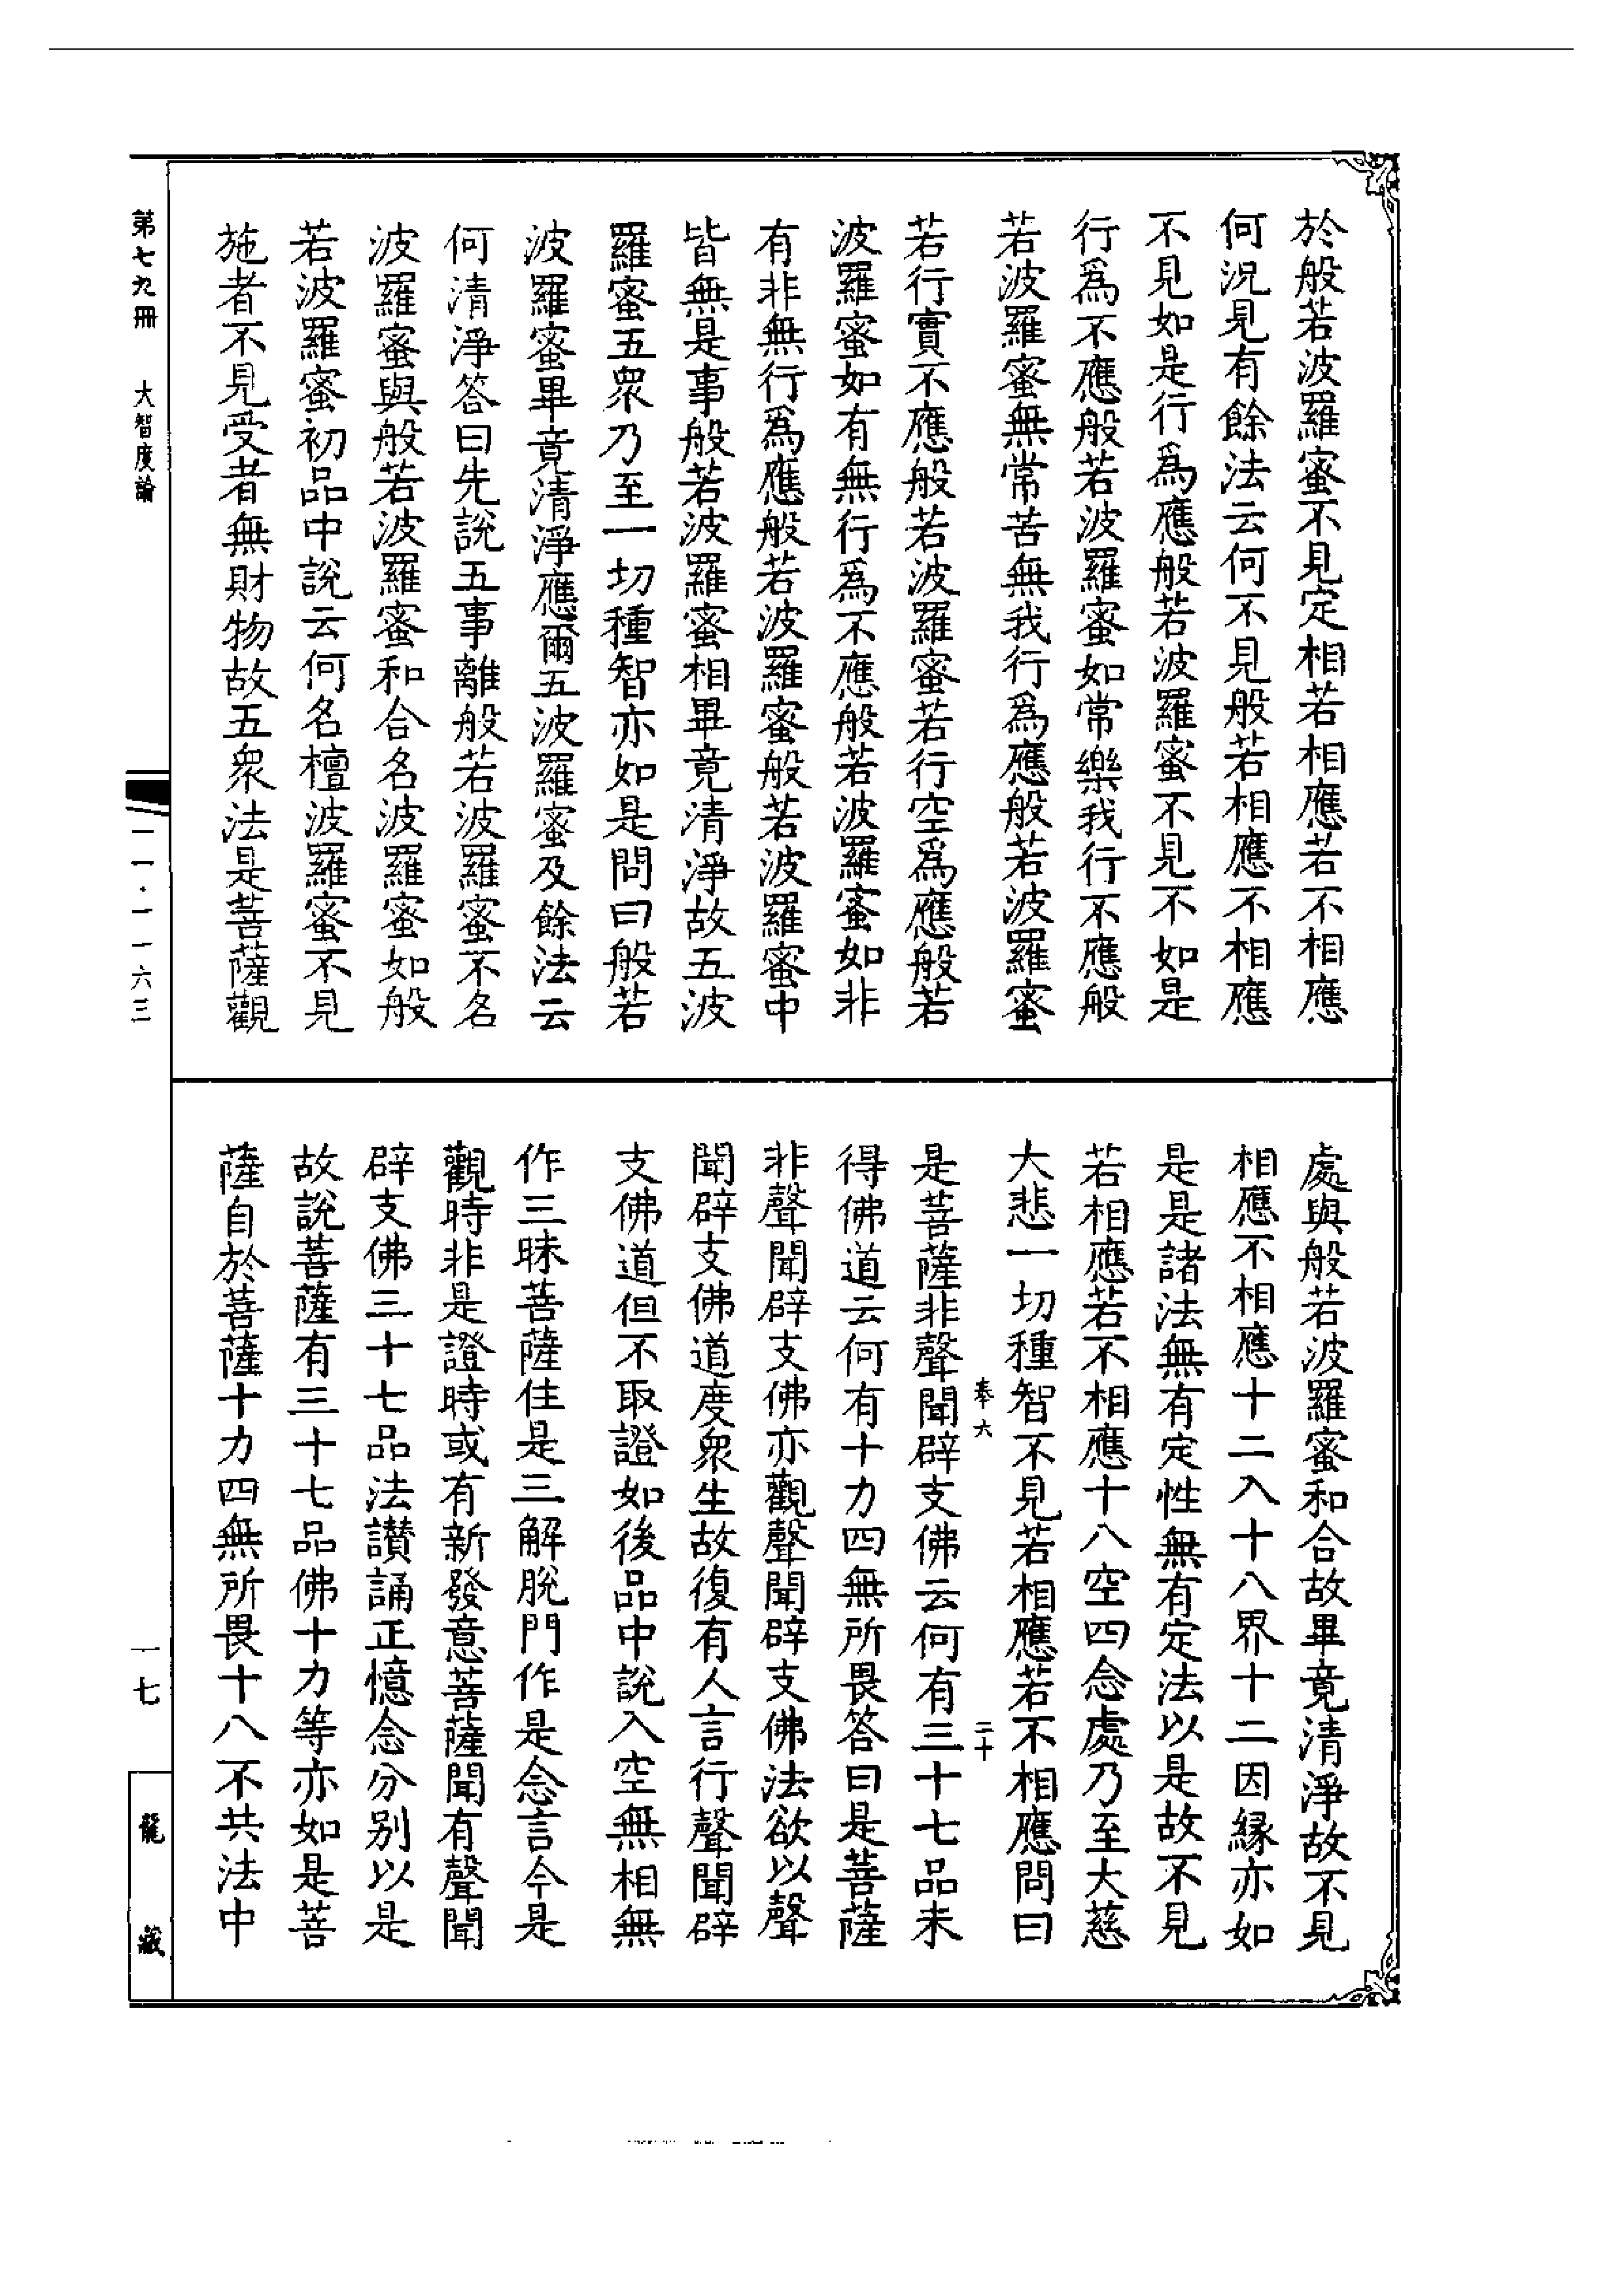 於般若波羅蜜不見定相若相應若不相應
何況見有餘法云何不見般若相應不相應
不見如是行爲應般若波羅蜜不見不如是
行爲不應般若波羅蜜如常樂我行不應般
若波羅蜜無常苦無我行爲應般若波羅蜜
若行實不應般若波羅蜜若行空爲應般若
波羅蜜如有無行爲不應般若波羅蜜如非
有非無行爲應般若波羅蜜般若波羅蜜中
皆無是事般若波羅蜜相畢竟清淨故五波
羅蜜五衆乃至一切種智亦如是問曰般若
波羅蜜畢竟清淨應爾五波羅蜜及餘法云
何清淨答曰先說五事離般若波羅蜜不名
波羅蜜與般若波羅蜜和合名波羅蜜如般
若波羅蜜初品中說云何名檀波羅蜜不見
施者不見受者無財物故五衆法是菩薩觀
處與般若波羅蜜和合故畢竟清淨故不見
相應不相應十二入十八界十二因緣亦如
是是諸法無有定性無有定法以是故不見
若相應若不相應十八空四念處乃至大慈
大悲一切種智不見若相應若不相應問曰
奉六
二十
是菩薩非聲聞辟支佛云何有三十七品未
得佛道云何有十力四無所畏答曰是菩薩
非聲聞辟支佛亦觀聲聞辟支佛法欲以聲
聞辟支佛道度衆生故復有人言行聲聞辟
支佛道但不取證如後品中說入空無相無
作三昧菩薩住是三解脫門作是念言今是
觀時非是證時或有新發意菩薩聞有聲聞
辟支佛三十七品法讚誦正憶念分别以是
故說菩薩有三十七品佛十力等亦如是菩
薩自於菩薩十力四無所畏十八不共法中
第七九冊 大智度論
一一·一一六三
一七
龍藏